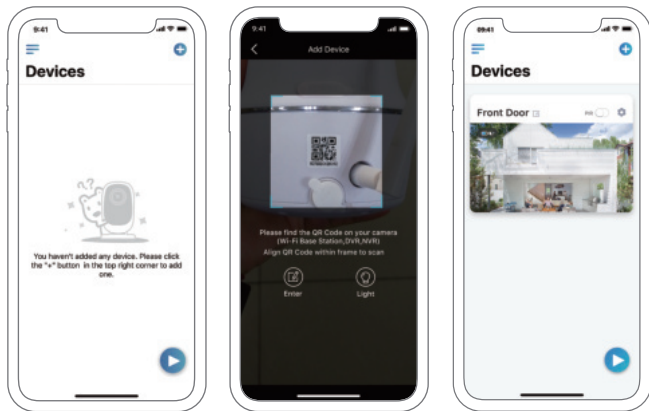 9:41
Devices
You haven't added any device. Please click
the "+" button in the top right corner to add
one.
9:41
Add Device
Please find the QR Code on your camera
(Wi-Fi Base Station,DVR,NVR)
Align QR Code within frame to scan
Enter
Light
09:41
Devices
Front Door